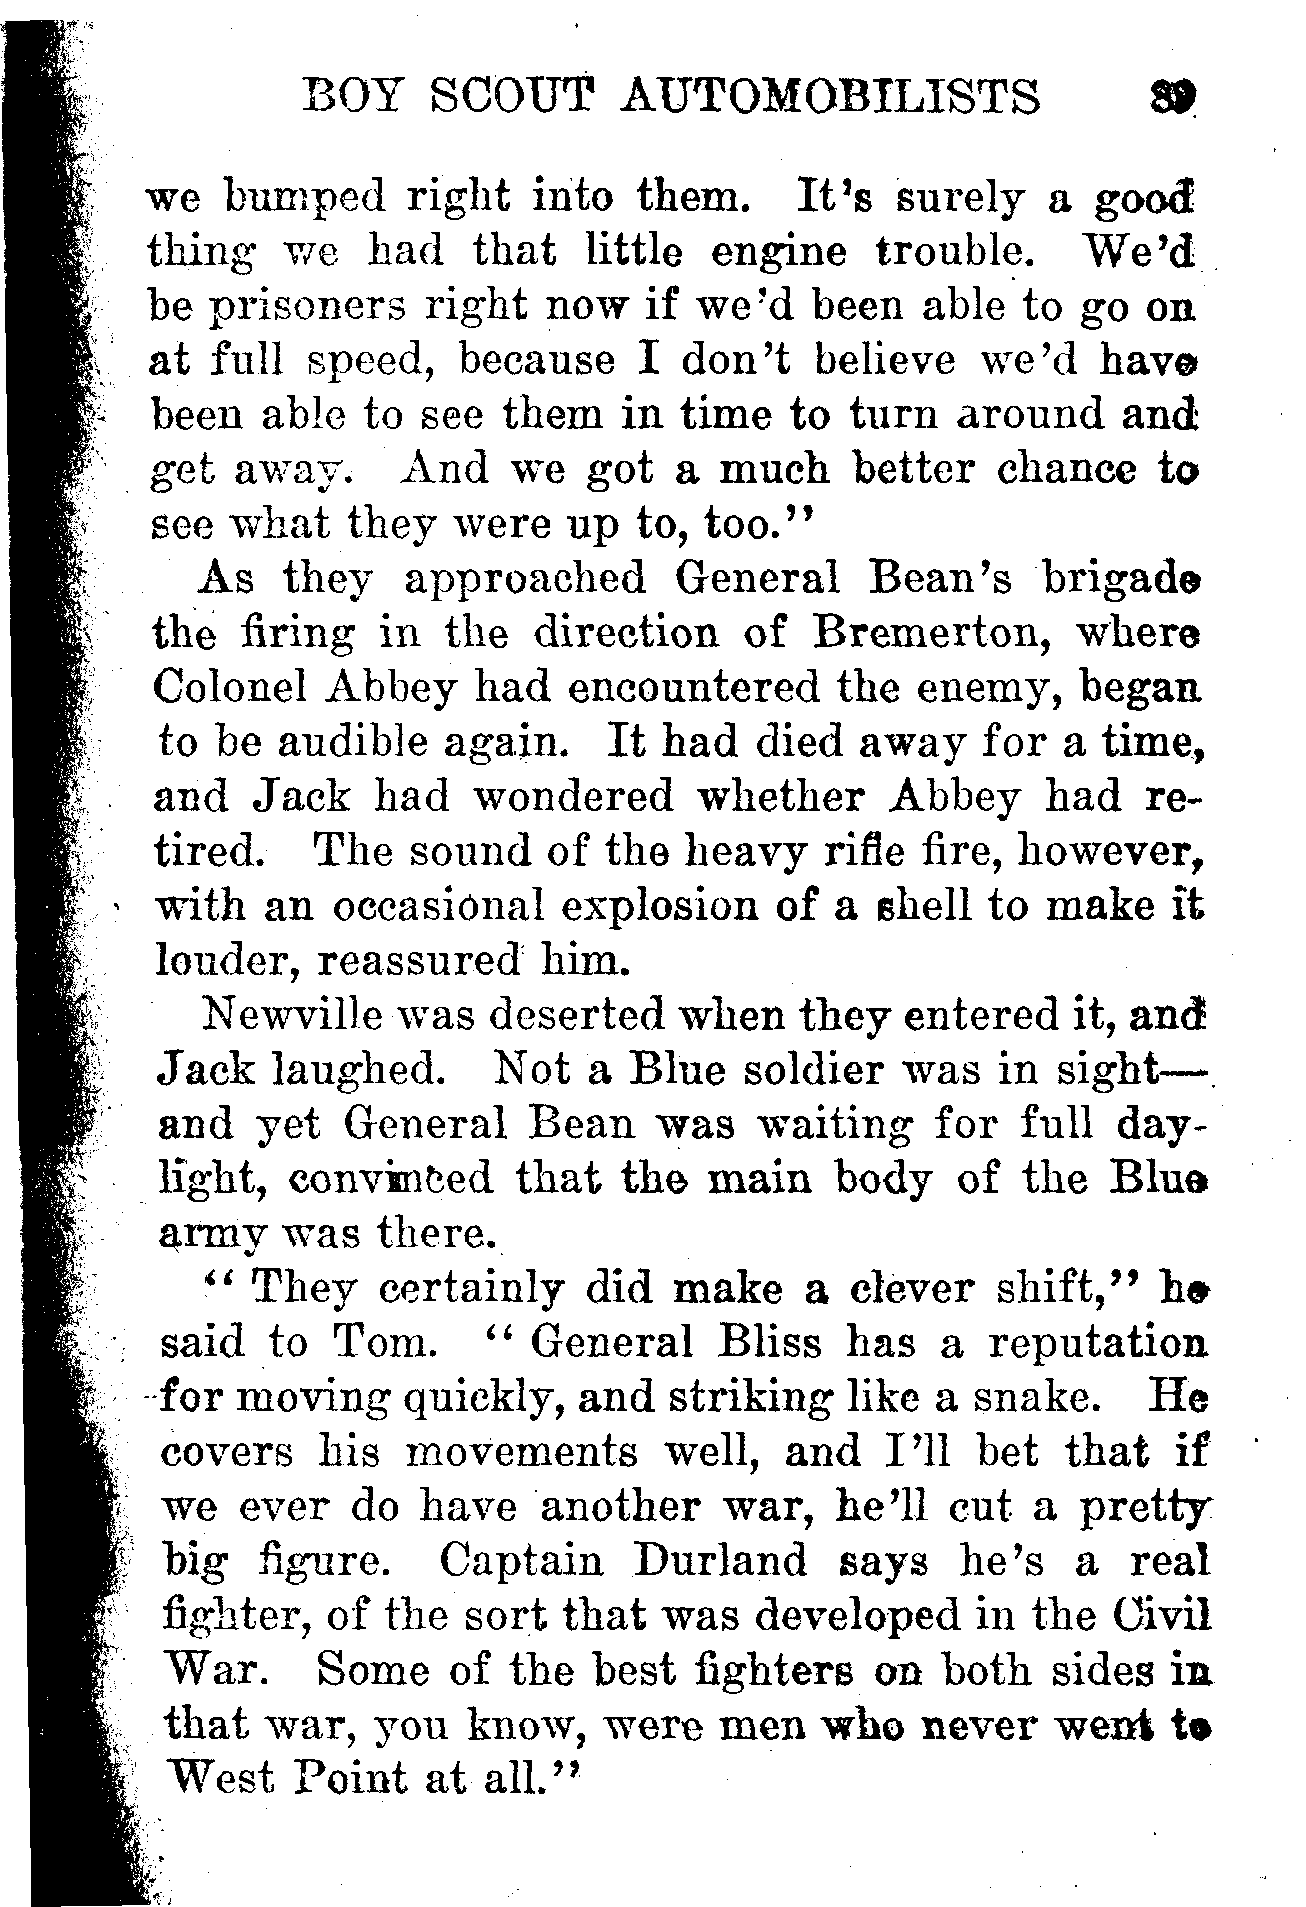 BOY SCOUT AUTOMOBILISTS 89
we bumped right into them. It's surely a good
thing we had that little engine trouble. We'd
be prisoners right now if we'd been able to go on
at full speed, because I don't believe we'd have
been able to see them in time to turn around and
get away. And we got a much better chance to
see what they were up to, too."
As they approached General Bean's brigade
the firing in the direction of Bremerton, where
Colonel Abbey had encountered the enemy, began
to be audible again. It had died away for a time,
and Jack had wondered whether Abbey had re-
tired. The sound of the heavy rifle fire, however,
with an occasional explosion of a shell to make it
louder, reassured him.
Newville was deserted when they entered it, and
Jack laughed. Not a Blue soldier was in sight—
and yet General Bean was waiting for full day-
light, convinced that the main body of the Blue
army was there.
"They certainly did make a clever shift," he
said to Tom. "General Bliss has a reputation
for moving quickly, and striking like a snake. He
covers his movements well, and I'll bet that if
we ever do have another war, he'll cut a pretty
big figure. Captain Durland says he's a real
fighter, of the sort that was developed in the Civil
War. Some of the best fighters on both sides in
that war, you know, were men who never went to
West Point at all."